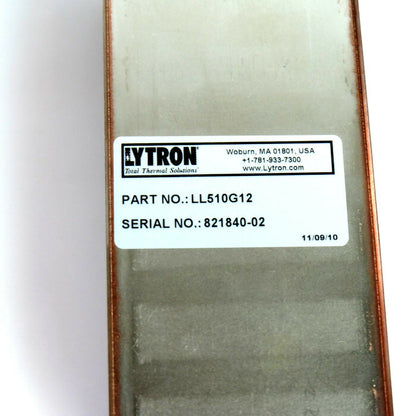 LYTRON
Total Thermal Solutions®
Woburn, MA 01801, USA
+1-781-933-7300
www.Lytron.com
PART NO.: LL510G12
SERIAL NO.: 821840-02
11/09/10